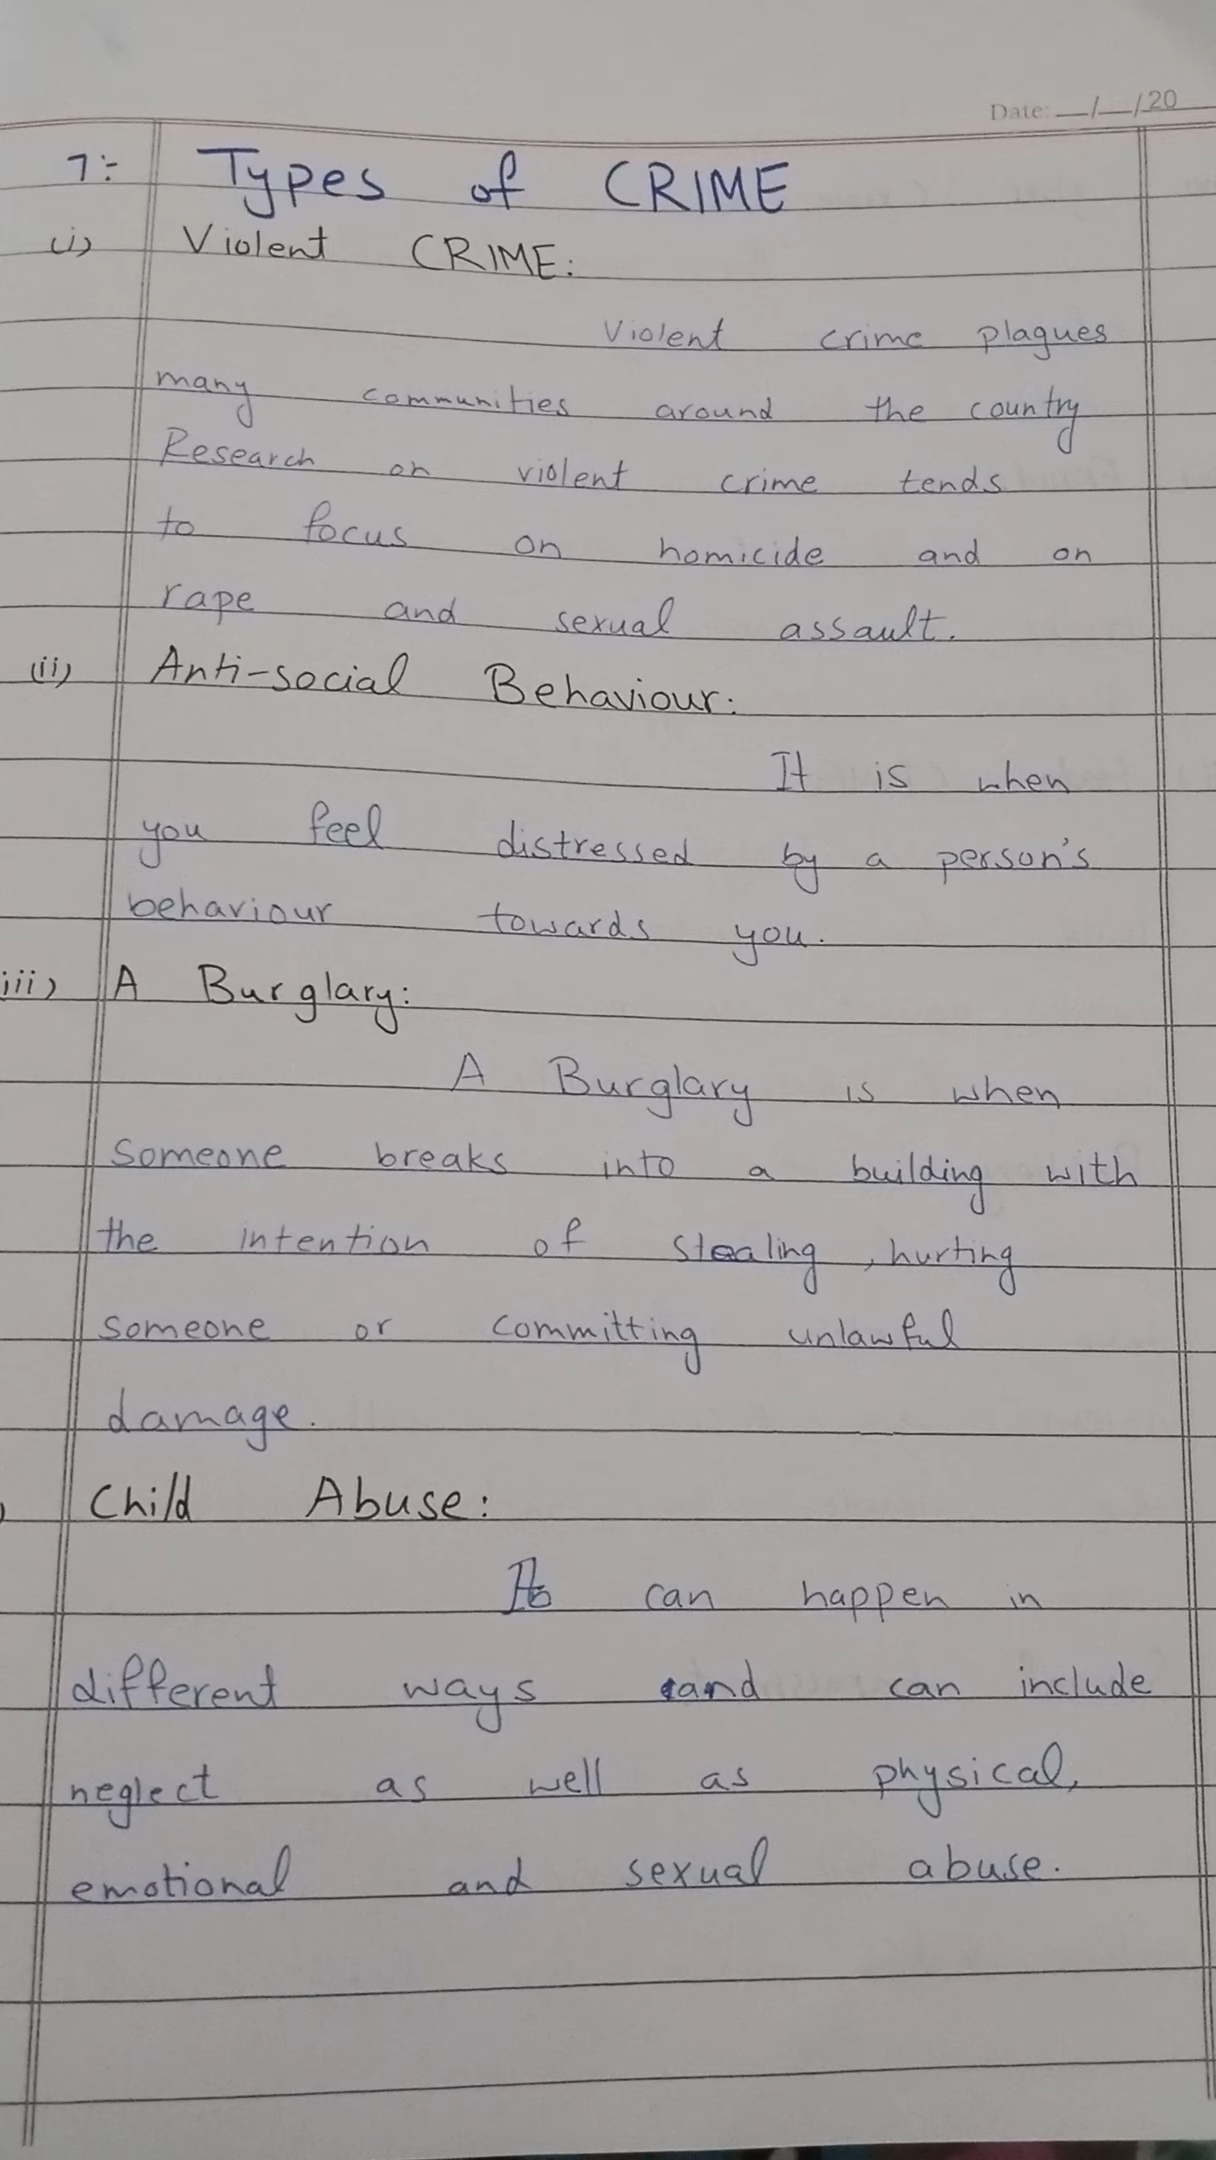 Date: __/__/20
7:- Types of CRIME
(i) Violent CRIME:
Violent crime plagues
many communities around the country
Research on violent crime tends
to focus on homicide and on
rape and sexual assault.
(ii) Anti-social Behaviour:
It is when
you feel distressed by a person's
behaviour towards you.
iii) A Burglary:
A Burglary is when
someone breaks into a building with
the intention of stealing, hurting
someone or committing unlawful
damage.
) Child Abuse:
can happen in
different ways and can include
neglect as well as physical,
emotional and sexual abuse.